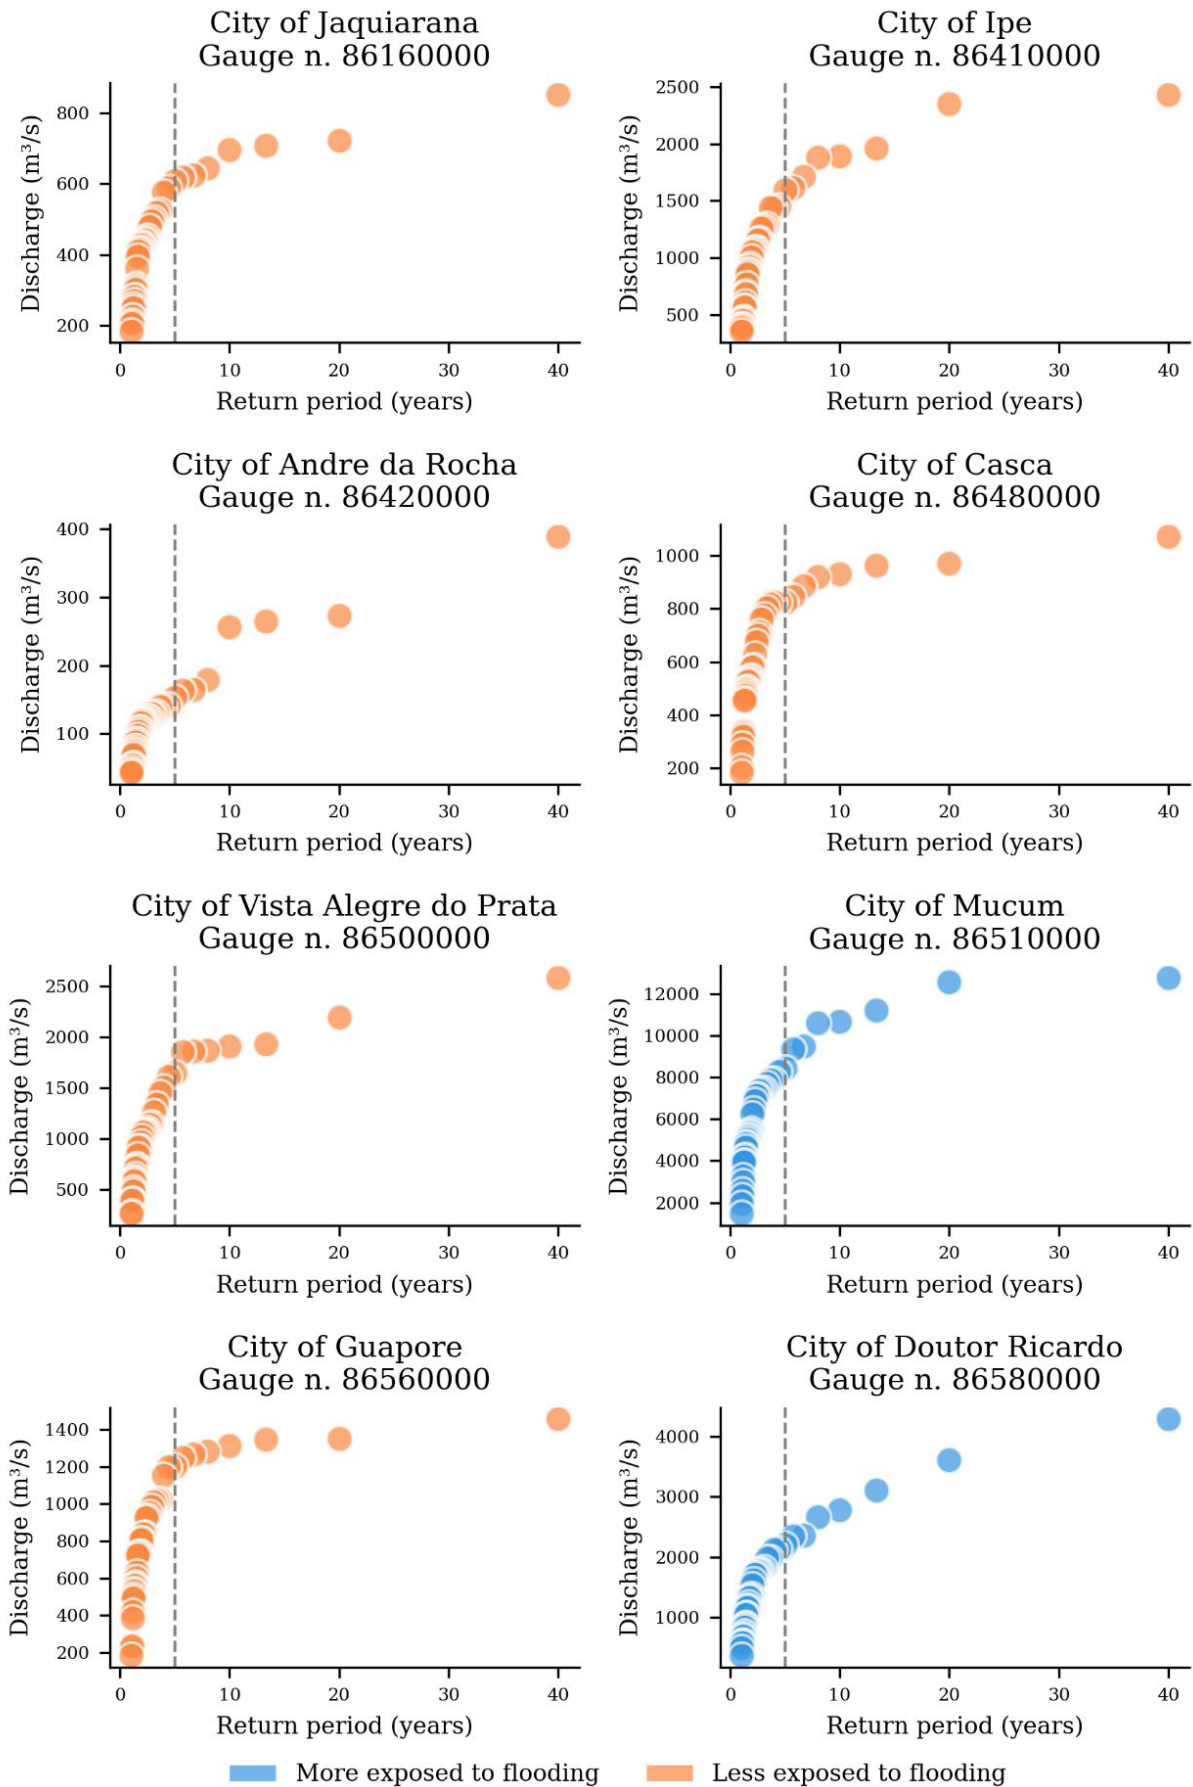 City of Jaquiarana
Gauge n. 86160000
Discharge (m³/s)
800
600
400
200
0 10 20 30 40
Return period (years)
City of Ipe
Gauge n. 86410000
Discharge (m³/s)
2500
2000
1500
1000
500
0 10 20 30 40
Return period (years)
City of Andre da Rocha
Gauge n. 86420000
Discharge (m³/s)
400
300
200
100
0 10 20 30 40
Return period (years)
City of Casca
Gauge n. 86480000
Discharge (m³/s)
1000
800
600
400
200
0 10 20 30 40
Return period (years)
City of Vista Alegre do Prata
Gauge n. 86500000
Discharge (m³/s)
2500
2000
1500
1000
500
0 10 20 30 40
Return period (years)
City of Mucum
Gauge n. 86510000
Discharge (m³/s)
12000
10000
8000
6000
4000
2000
0 10 20 30 40
Return period (years)
City of Guapore
Gauge n. 86560000
Discharge (m³/s)
1400
1200
1000
800
600
400
200
0 10 20 30 40
Return period (years)
City of Doutor Ricardo
Gauge n. 86580000
Discharge (m³/s)
4000
3000
2000
1000
0 10 20 30 40
Return period (years)
More exposed to flooding
Less exposed to flooding